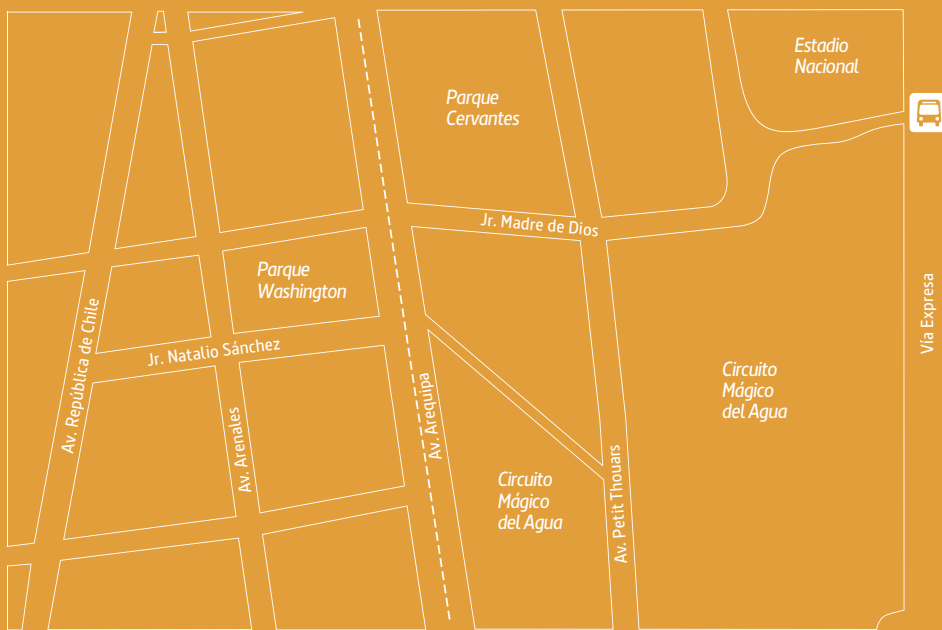 Estadio
Nacional
Parque
Cervantes
Jr. Madre de Dios
Parque
Washington
Vía Expresa
Av. República de Chile
Jr. Natalio Sánchez
Circuito
Mágico
del Agua
Av. Arequipa
Av. Arenales
Circuito
Mágico
del Agua
Av. Petit Thouars